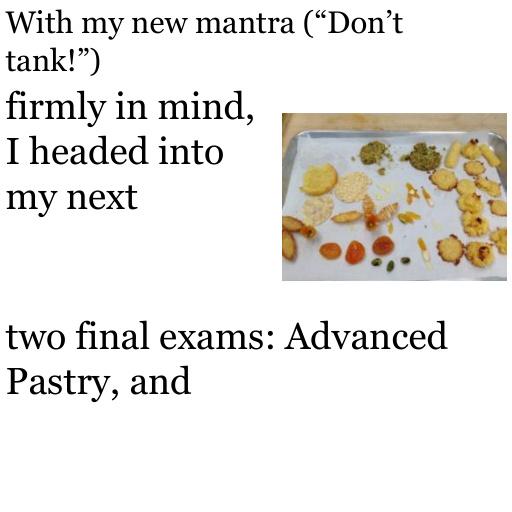 With my new mantra (“Don’t
tank!”)
firmly in mind,
I headed into
my next
two final exams: Advanced
Pastry, and